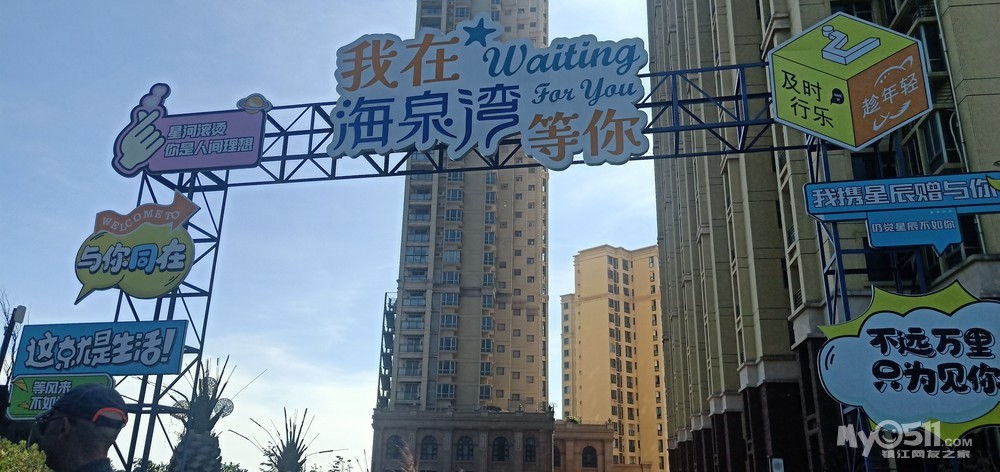 我在
Waiting
For You
海泉湾
等你
及时
行乐
趁年轻
星河滚烫
你是人间理想
WELCOME TO
与你同在
我携星辰赠与你
仍觉星辰不如你
这就是生活!
等风来
不远万里
只为见你
My0511.com
镇江网友之家